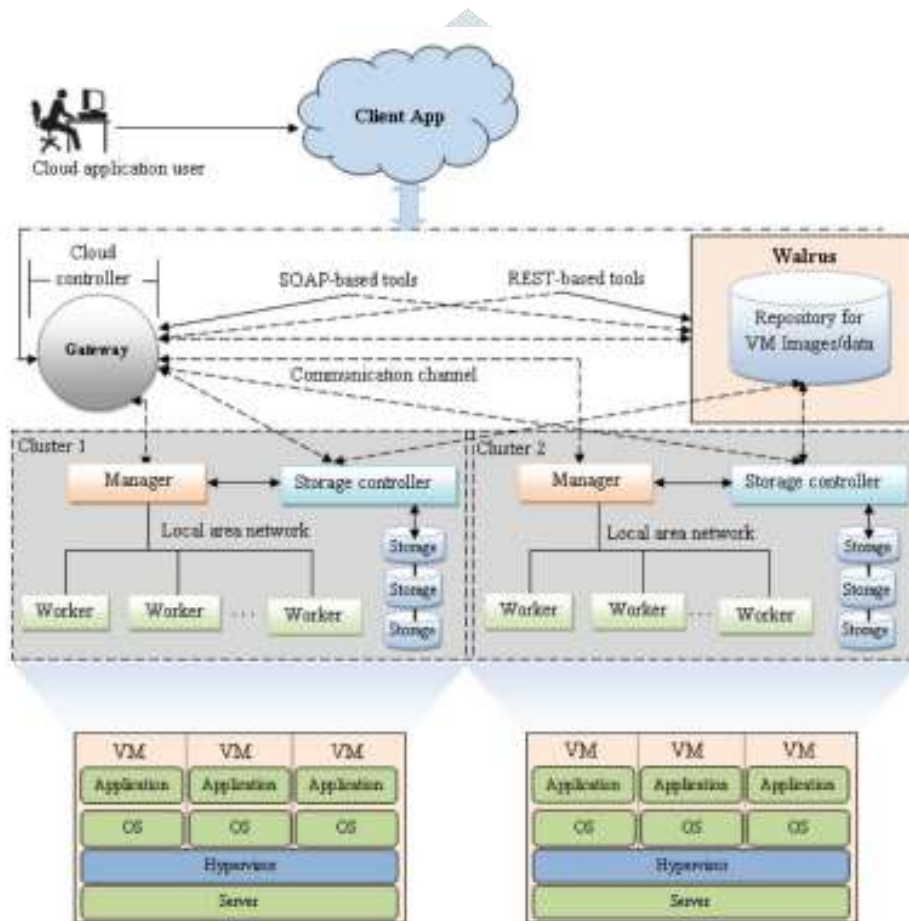 Client App
Cloud application user
Cloud
controller
SOAP-based tools
REST-based tools
Walrus
Repository for
VM Images/data
Gateway
Communication channel
Cluster 1
Manager
Storage controller
Local area network
Storage
Storage
Storage
Worker
Worker
...
Worker
Cluster 2
Manager
Storage controller
Local area network
Storage
Storage
Storage
Worker
Worker
...
Worker
VM
VM
VM
Application
Application
Application
OS
OS
OS
Hypervisor
Server
VM
VM
VM
Application
Application
Application
OS
OS
OS
Hypervisor
Server